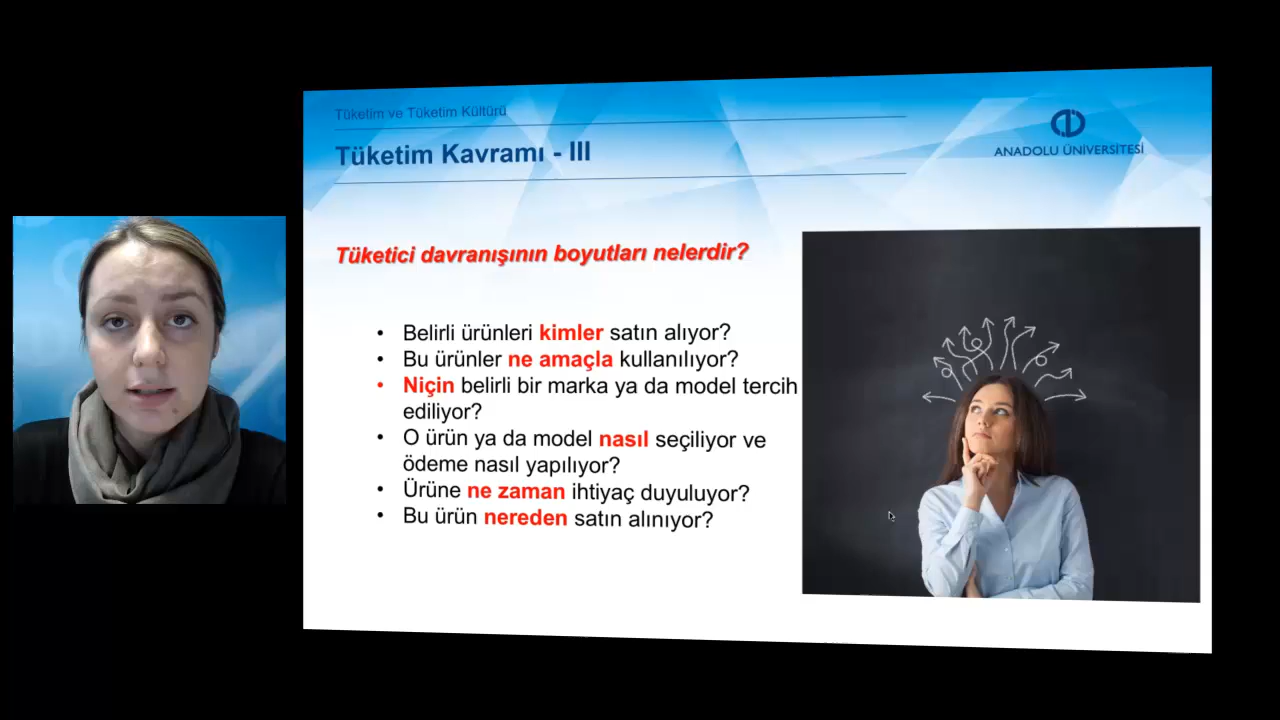 Tüketim ve Tüketim Kültürü
Tüketim Kavramı - III
ANADOLU ÜNİVERSİTESİ
Tüketici davranışının boyutları nelerdir?
• Belirli ürünleri kimler satın alıyor?
• Bu ürünler ne amaçla kullanılıyor?
• Niçin belirli bir marka ya da model tercih
ediliyor?
• O ürün ya da model nasıl seçiliyor ve
ödeme nasıl yapılıyor?
• Ürüne ne zaman ihtiyaç duyuluyor?
• Bu ürün nereden satın alınıyor?